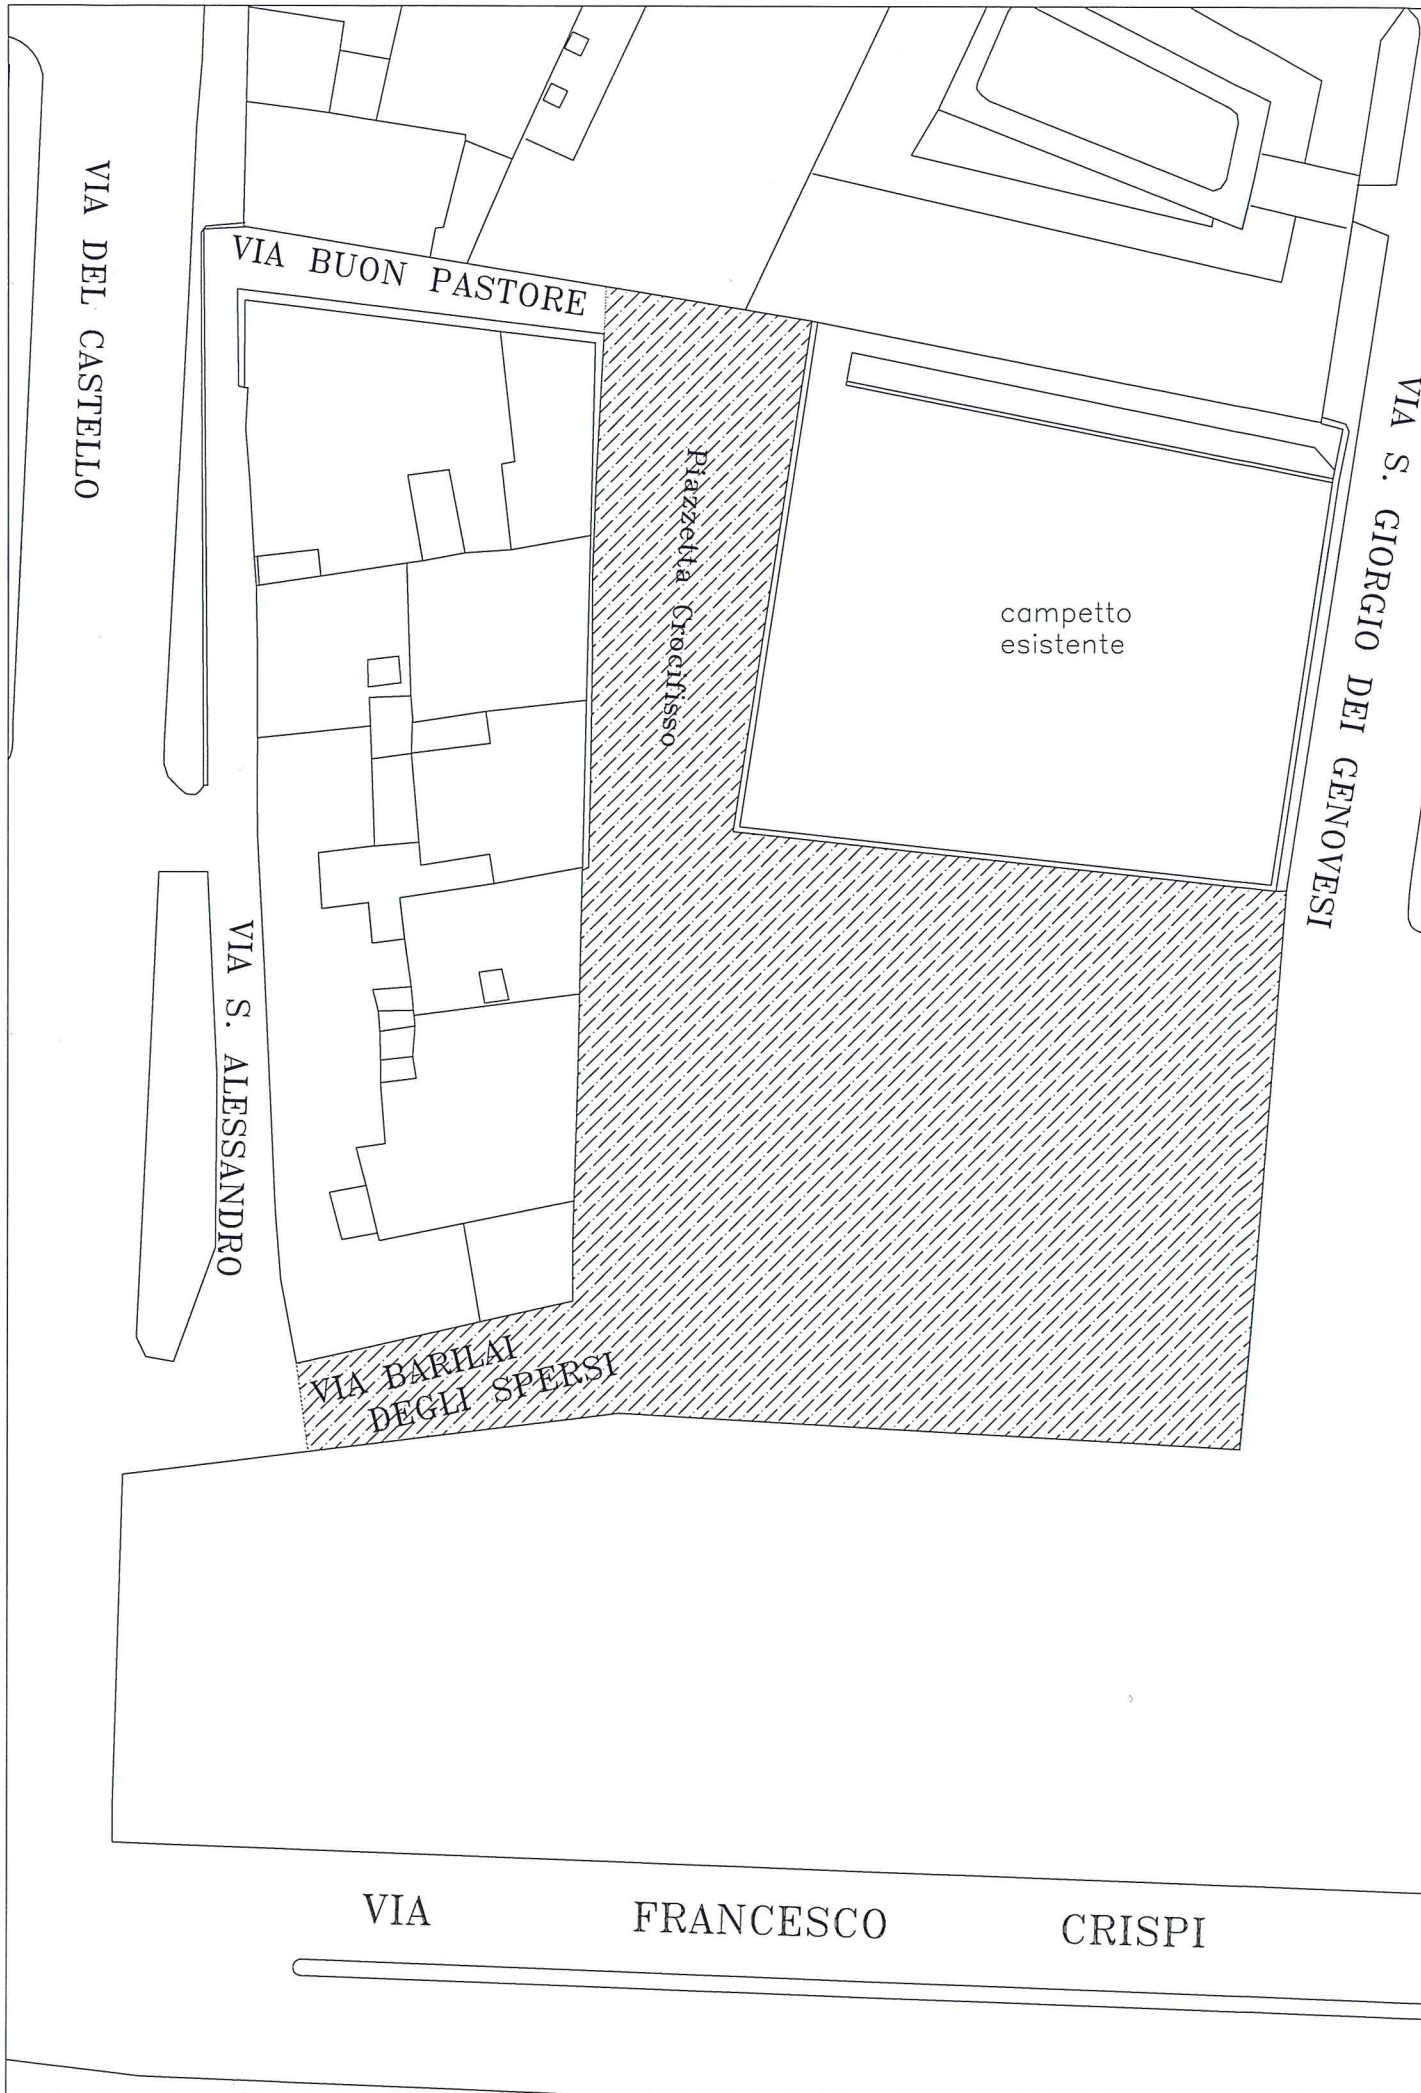 VIA DEL CASTELLO
VIA BUON PASTORE
VIA S. GIORGIO DEI GENOVESI
Piazzetta Crocifisso
campetto
esistente
VIA S. ALESSANDRO
VIA BARILAI
DEGLI SPERSI
VIA FRANCESCO CRISPI